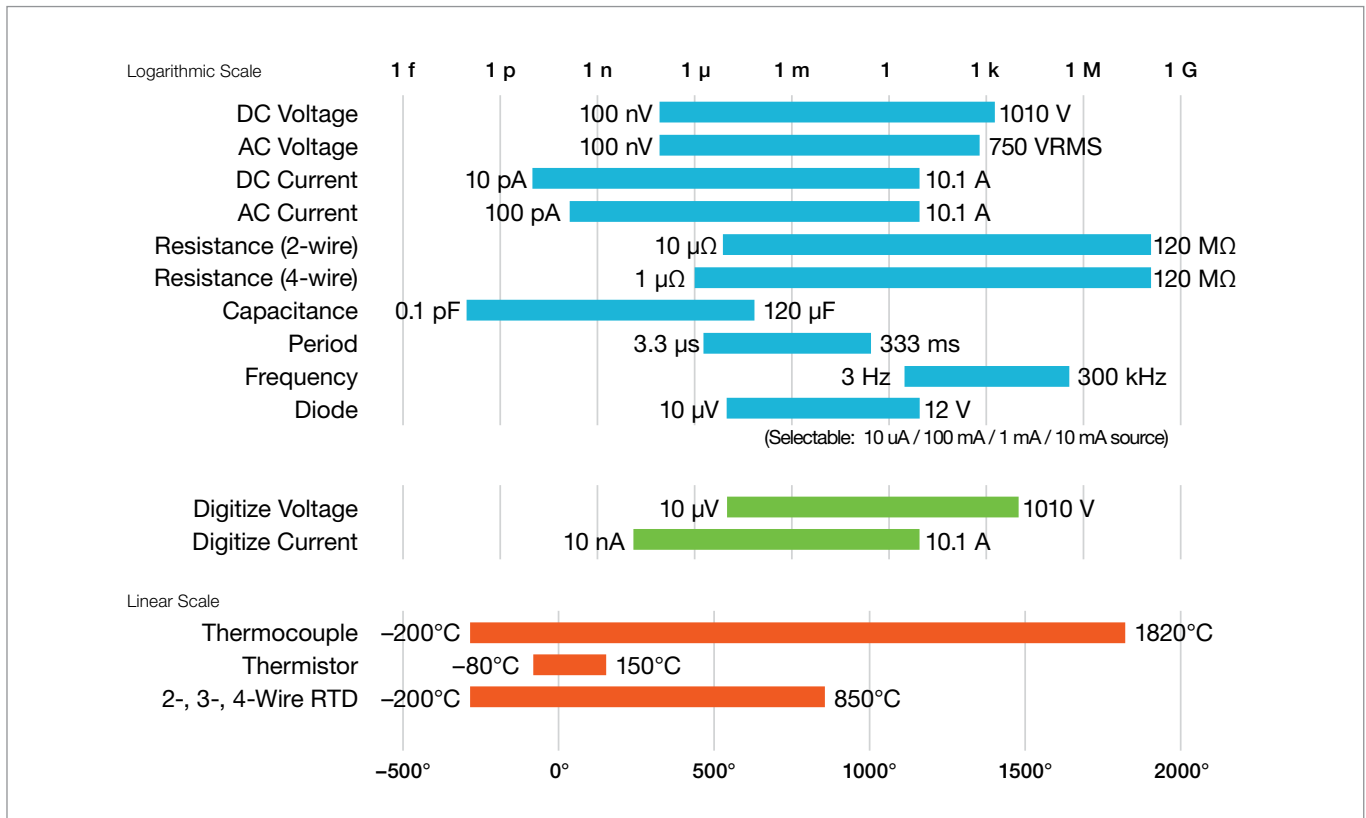 Logarithmic Scale 1 f 1 p 1 n 1 µ 1 m 1 1 k 1 M 1 G
DC Voltage 100 nV 1010 V
AC Voltage 100 nV 750 VRMS
DC Current 10 pA 10.1 A
AC Current 100 pA 10.1 A
Resistance (2-wire) 10 µΩ 120 MΩ
Resistance (4-wire) 1 µΩ 120 MΩ
Capacitance 0.1 pF 120 µF
Period 3.3 µs 333 ms
Frequency 3 Hz 300 kHz
Diode 10 µV 12 V
(Selectable: 10 uA / 100 mA / 1 mA / 10 mA source)
Digitize Voltage 10 µV 1010 V
Digitize Current 10 nA 10.1 A
Linear Scale
Thermocouple –200°C 1820°C
Thermistor –80°C 150°C
2-, 3-, 4-Wire RTD –200°C 850°C
–500° 0° 500° 1000° 1500° 2000°